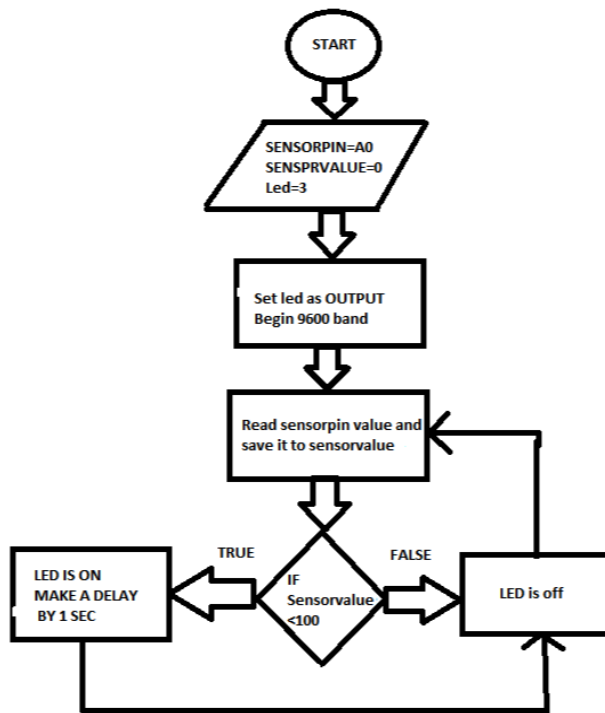 START
SENSORPIN=A0
SENSPRVALUE=0
Led=3
Set led as OUTPUT
Begin 9600 band
Read sensorpin value and
save it to sensorvalue
TRUE
FALSE
IF
Sensorvalue
<100
LED IS ON
MAKE A DELAY
BY 1 SEC
LED is off